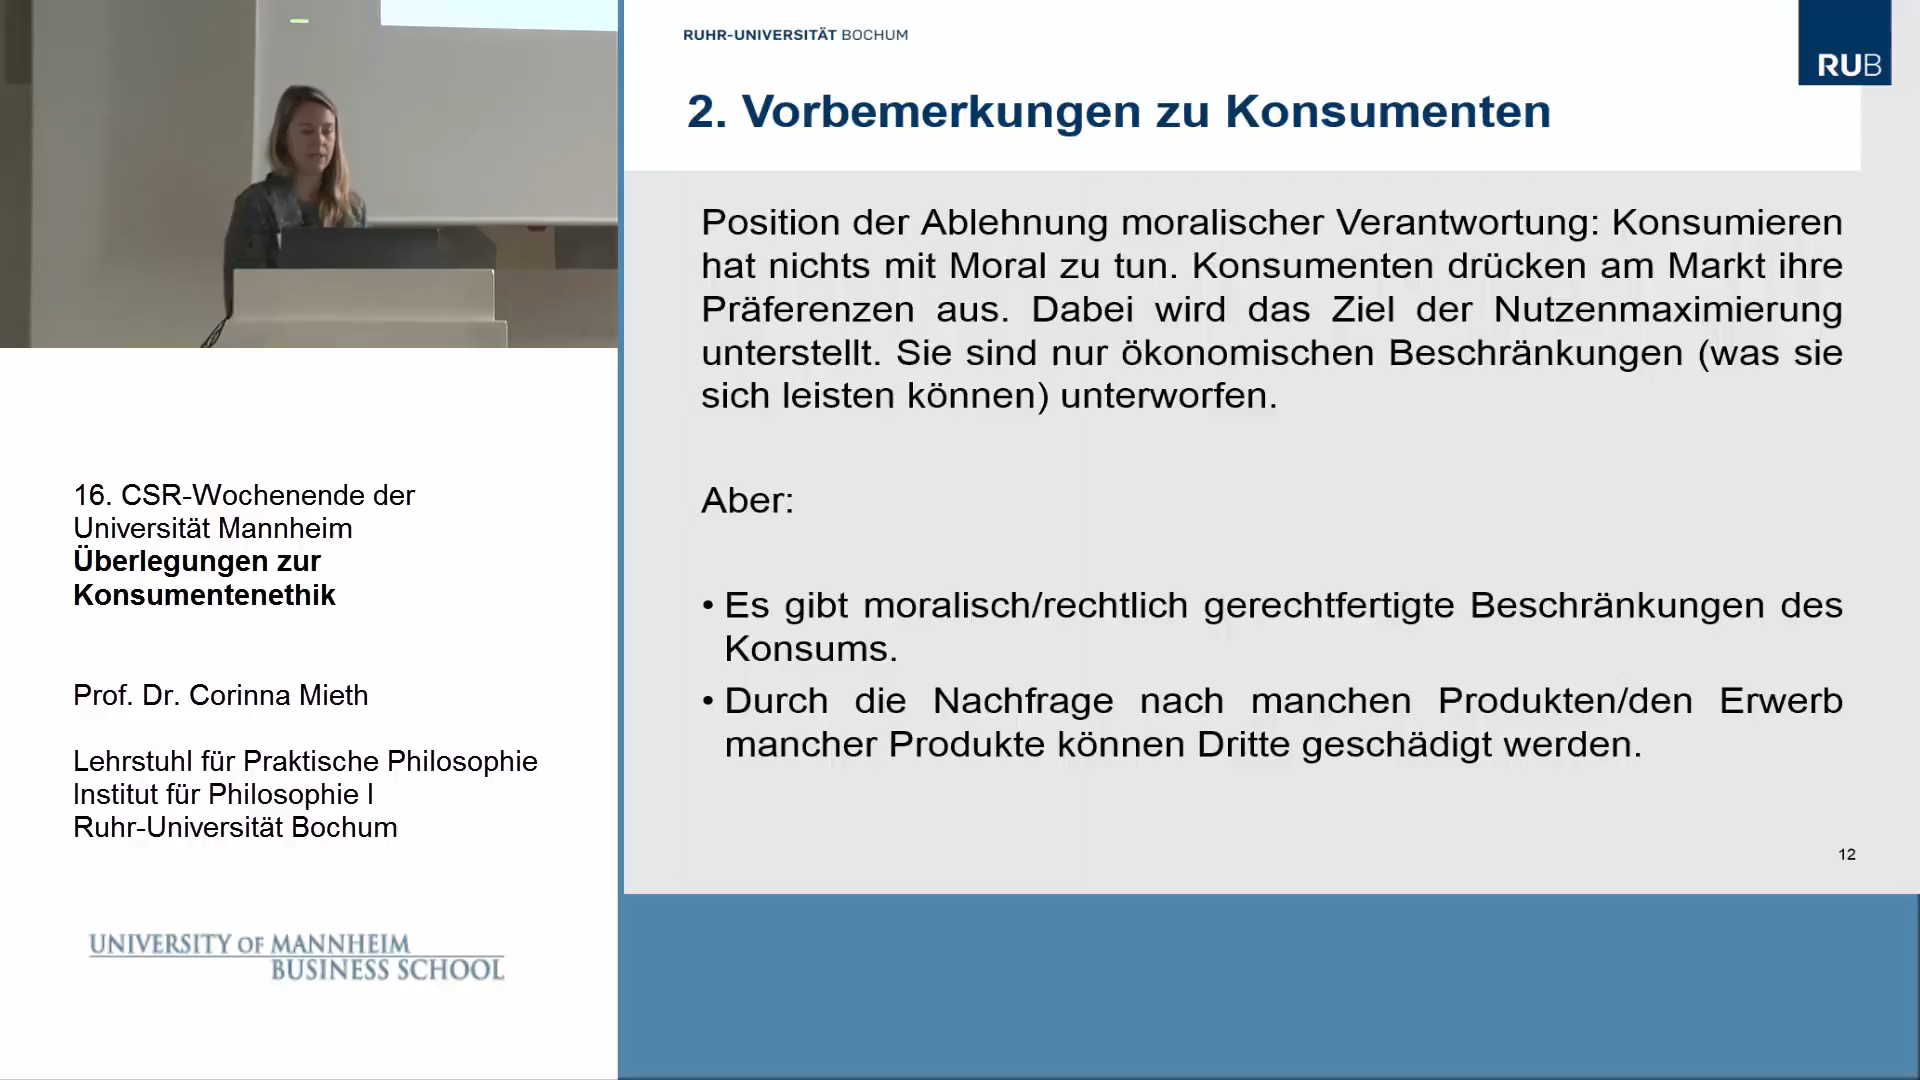 RUHR-UNIVERSITÄT BOCHUM
RUB
2. Vorbemerkungen zu Konsumenten
Position der Ablehnung moralischer Verantwortung: Konsumieren
hat nichts mit Moral zu tun. Konsumenten drücken am Markt ihre
Präferenzen aus. Dabei wird das Ziel der Nutzenmaximierung
unterstellt. Sie sind nur ökonomischen Beschränkungen (was sie
sich leisten können) unterworfen.
Aber:
• Es gibt moralisch/rechtlich gerechtfertigte Beschränkungen des
Konsums.
• Durch die Nachfrage nach manchen Produkten/den Erwerb
mancher Produkte können Dritte geschädigt werden.
12
16. CSR-Wochenende der
Universität Mannheim
Überlegungen zur
Konsumentenethik
Prof. Dr. Corinna Mieth
Lehrstuhl für Praktische Philosophie
Institut für Philosophie I
Ruhr-Universität Bochum
UNIVERSITY OF MANNHEIM
BUSINESS SCHOOL